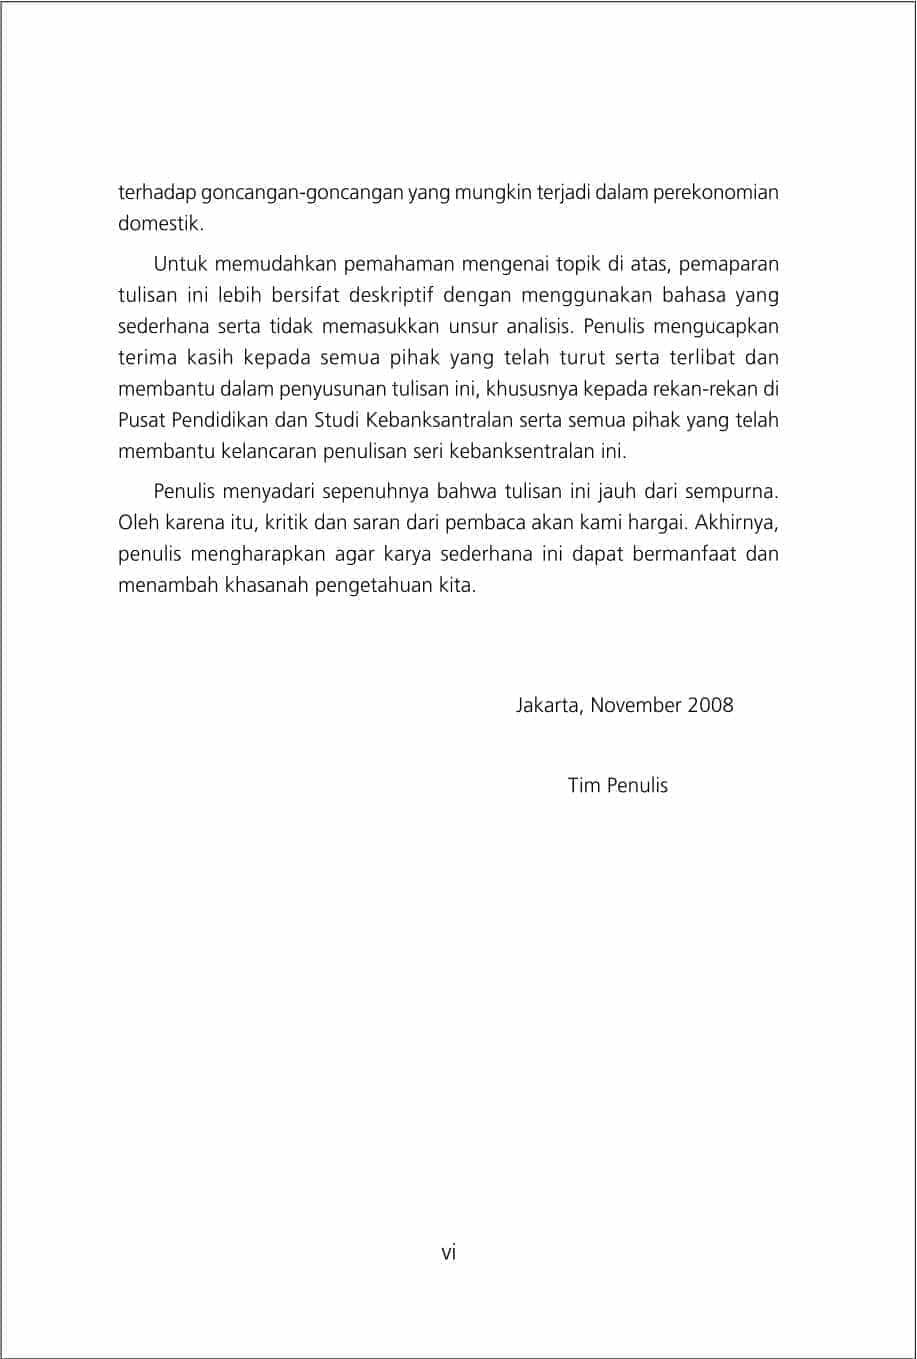 terhadap goncangan-goncangan yang mungkin terjadi dalam perekonomian
domestik.
Untuk memudahkan pemahaman mengenai topik di atas, pemaparan
tulisan ini lebih bersifat deskriptif dengan menggunakan bahasa yang
sederhana serta tidak memasukkan unsur analisis. Penulis mengucapkan
terima kasih kepada semua pihak yang telah turut serta terlibat dan
membantu dalam penyusunan tulisan ini, khususnya kepada rekan-rekan di
Pusat Pendidikan dan Studi Kebanksantralan serta semua pihak yang telah
membantu kelancaran penulisan seri kebanksentralan ini.
Penulis menyadari sepenuhnya bahwa tulisan ini jauh dari sempurna.
Oleh karena itu, kritik dan saran dari pembaca akan kami hargai. Akhirnya,
penulis mengharapkan agar karya sederhana ini dapat bermanfaat dan
menambah khasanah pengetahuan kita.
Jakarta, November 2008
Tim Penulis
vi